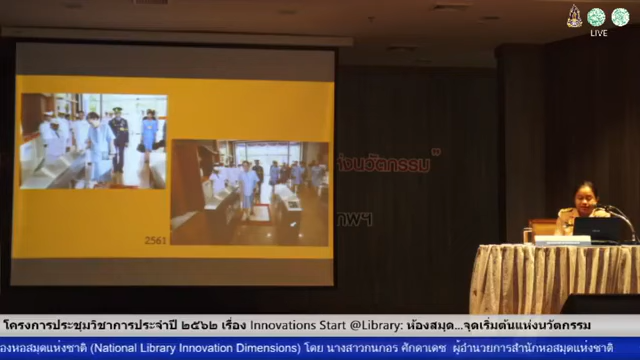 LIVE
ห่งนวัตกรรม"
ทพฯ
2561
โครงการประชุมวิชาการประจำปี ๒๕๖๒ เรื่อง Innovations Start @Library: ห้องสมุด...จุดเริ่มต้นแห่งนวัตกรรม
องหอสมุดแห่งชาติ (National Library Innovation Dimensions) โดย นางสาวกนกอร ศักดาเดช ผู้อำนวยการสำนักหอสมุดแห่งชาติ